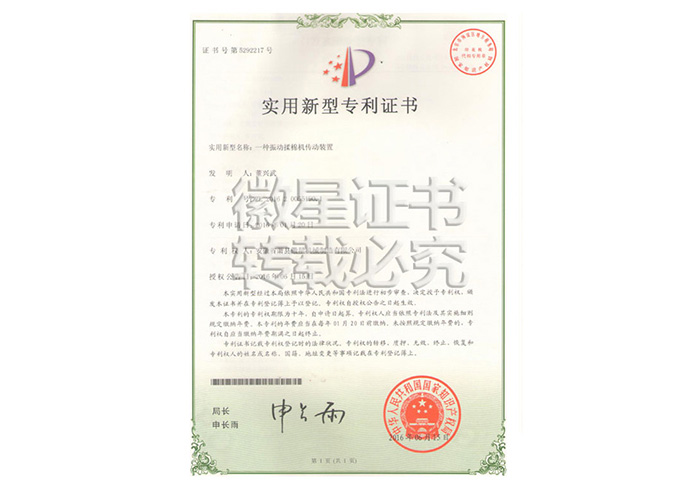 证书号第5292217号
实用新型专利证书
实用新型名称：一种振动揉棉机传动装置
发明人：董兴武
专利号：
专利申请日：2016年01月20日
专利权人：
授权公告日：2016年06月15日
徽星证书
转载必究
本实用新型经过本局依照中华人民共和国专利法进行初步审查，决定授予专利权，颁
发本证书并在专利登记簿上予以登记。专利权自授权公告之日起生效。
本专利的专利权期限为十年，自申请日起算。专利权人应当依照专利法及其实施细则
规定缴纳年费。本专利的年费应当在每年01月20日前缴纳。未按照规定缴纳年费的，专
利权自应当缴纳年费期满之日起终止。
专利证书记载专利权登记时的法律状况。专利权的转移、质押、无效、终止、恢复和
专利权人的姓名或名称、国籍、地址变更等事项记载在专利登记簿上。
局长
申长雨
申长雨
中华人民共和国国家知识产权局
2016年06月15日
第1页（共1页）